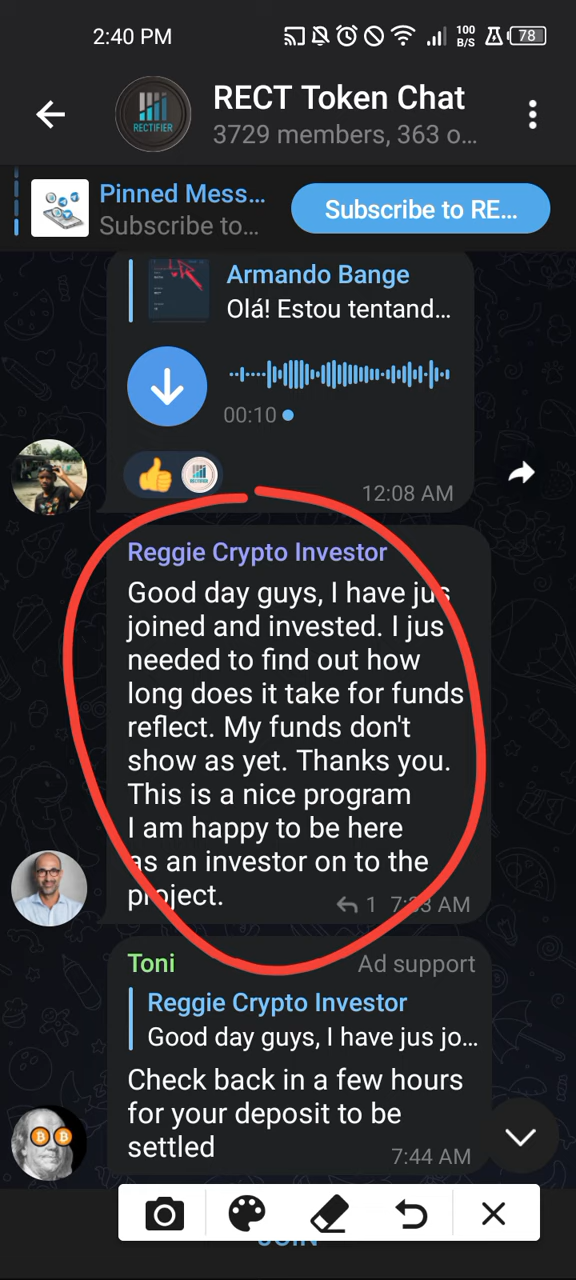 2:40 PM
100
B/S
78
RECT Token Chat
3729 members, 363 o...
RECTIFIER
Pinned Mess...
Subscribe to...
Subscribe to RE...
Armando Bange
Olá! Estou tentand...
00:10
12:08 AM
Reggie Crypto Investor
Good day guys, I have jus
joined and invested. I jus
needed to find out how
long does it take for funds
reflect. My funds don't
show as yet. Thanks you.
This is a nice program
I am happy to be here
as an investor on to the
project.
1
Toni
Ad support
Reggie Crypto Investor
Good day guys, I have jus jo...
Check back in a few hours
for your deposit to be
settled
7:44 AM